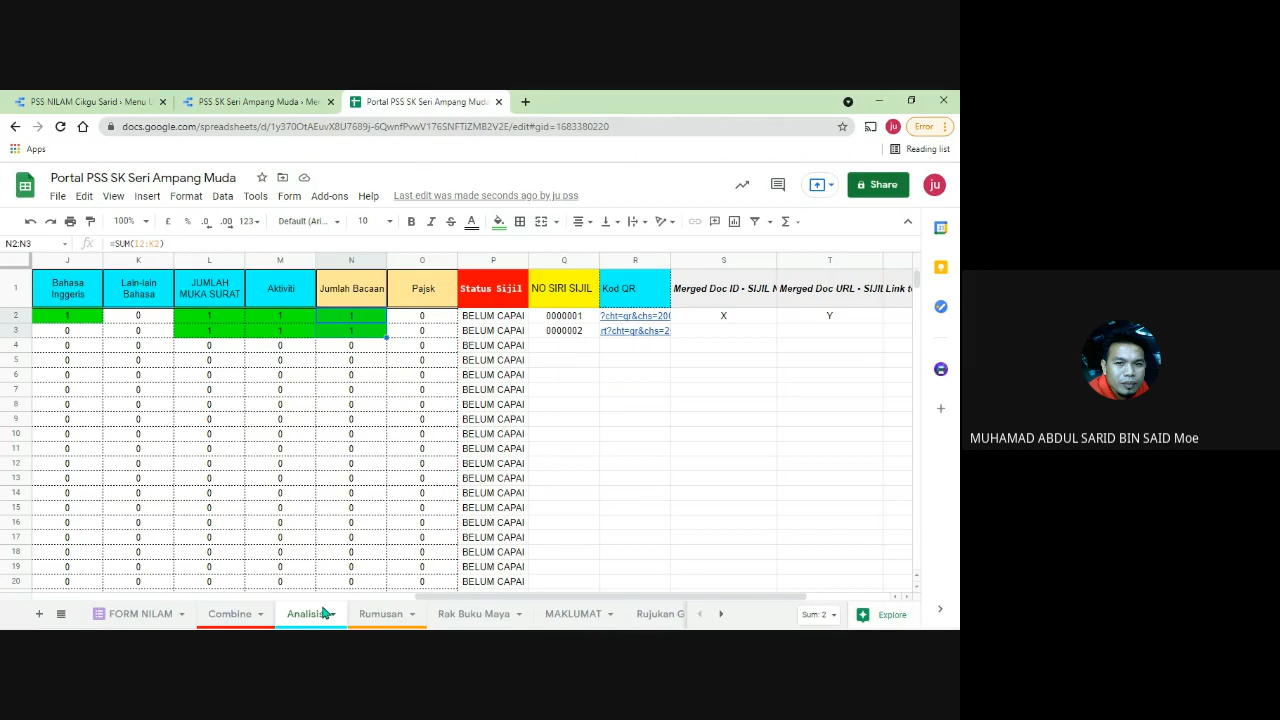 PSS NILAM Cikgu Sarid › Menu
PSS SK Seri Ampang Muda › Me
Portal PSS SK Seri Ampang Muda
docs.google.com/spreadsheets/d/1y370OtAEuvX8U7689j-6QwnfPvwV176SNFTiZMB2V2E/edit#gid=1683380220
ju Error
Apps Reading list
Portal PSS SK Seri Ampang Muda
File Edit View Insert Format Data Tools Form Add-ons Help Last edit was made seconds ago by ju pss
Share ju
100% £ % .0 .00 123 Default (Ari... 10 B I S A Σ
N2:N3 fx =SUM(I2:K2)
J K L M N O P Q R S T
1 Bahasa Inggeris Lain-lain Bahasa JUMLAH MUKA SURAT Aktiviti Jumlah Bacaan Pajsk Status Sijil NO SIRI SIJIL Kod QR Merged Doc ID - SIJIL Merged Doc URL - SIJIL Link t
2 1 0 1 1 1 0 BELUM CAPAI 0000001 ?cht=qr&chs=20 X Y
3 0 0 1 1 1 0 BELUM CAPAI 0000002 rt?cht=qr&chs=2
4 0 0 0 0 0 0 BELUM CAPAI
5 0 0 0 0 0 0 BELUM CAPAI
6 0 0 0 0 0 0 BELUM CAPAI
7 0 0 0 0 0 0 BELUM CAPAI
8 0 0 0 0 0 0 BELUM CAPAI
9 0 0 0 0 0 0 BELUM CAPAI
10 0 0 0 0 0 0 BELUM CAPAI
11 0 0 0 0 0 0 BELUM CAPAI
12 0 0 0 0 0 0 BELUM CAPAI
13 0 0 0 0 0 0 BELUM CAPAI
14 0 0 0 0 0 0 BELUM CAPAI
15 0 0 0 0 0 0 BELUM CAPAI
16 0 0 0 0 0 0 BELUM CAPAI
17 0 0 0 0 0 0 BELUM CAPAI
18 0 0 0 0 0 0 BELUM CAPAI
19 0 0 0 0 0 0 BELUM CAPAI
20 0 0 0 0 0 0 BELUM CAPAI
FORM NILAM Combine Analisis Rumusan Rak Buku Maya MAKLUMAT Rujukan G Sum: 2 Explore
MUHAMAD ABDUL SARID BIN SAID Moe